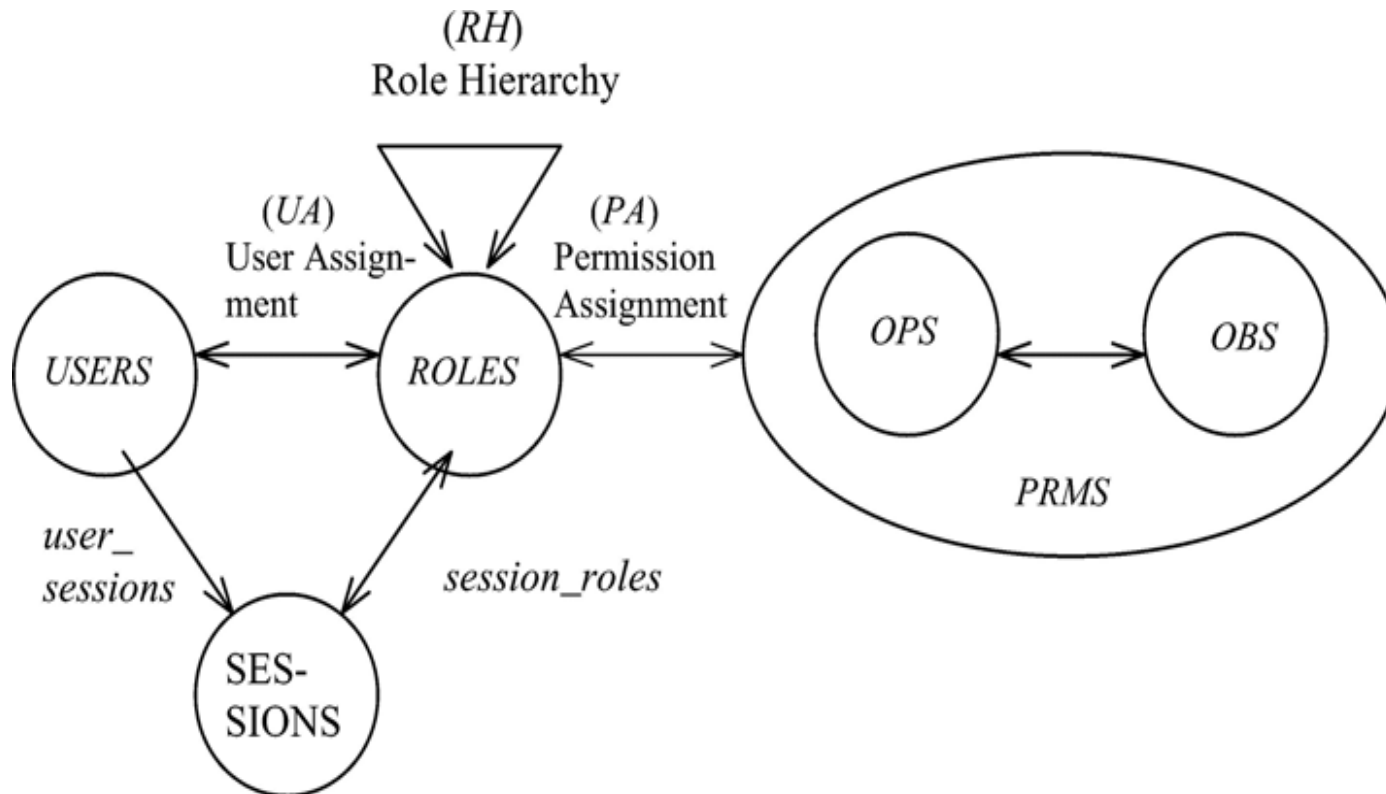 (RH)
Role Hierarchy
(UA)
User Assign-
ment
(PA)
Permission
Assignment
USERS
ROLES
OPS
OBS
PRMS
user_
sessions
session_roles
SES-
SIONS